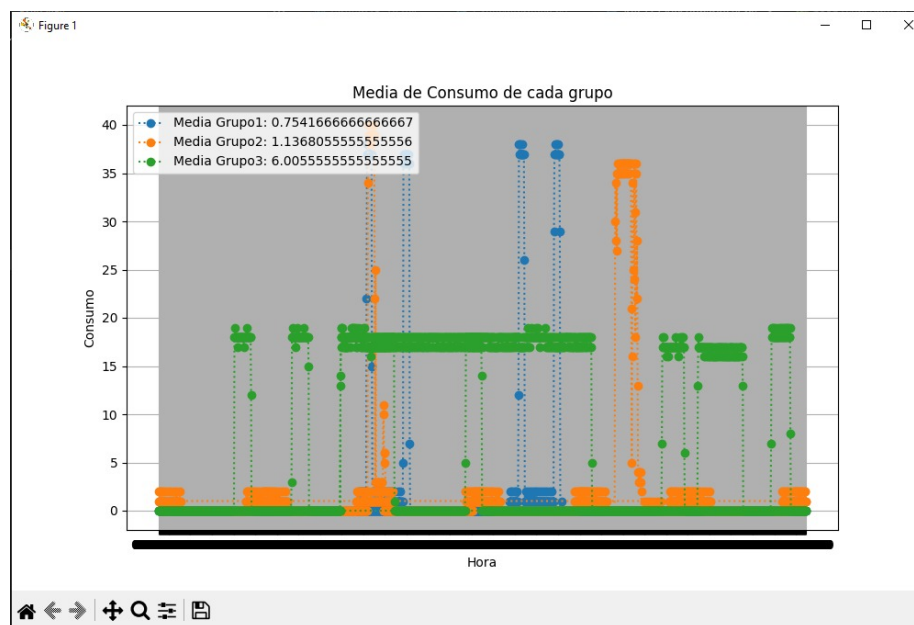 Figure 1
Media de Consumo de cada grupo
Media Grupo1: 0.7541666666666667
Media Grupo2: 1.1368055555555556
Media Grupo3: 6.0055555555555555
40
35
30
25
20
15
10
5
0
Consumo
Hora